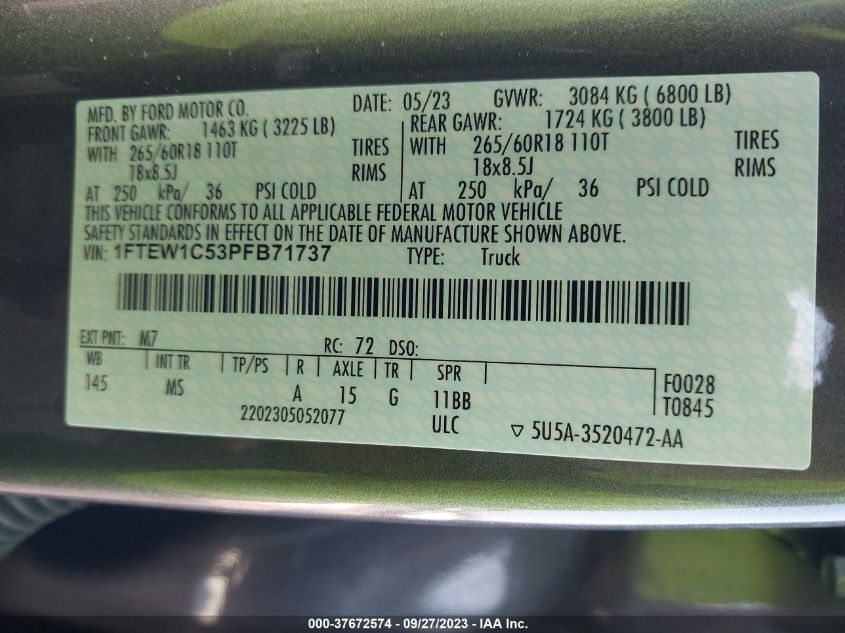 MFD. BY FORD MOTOR CO. DATE: 05/23 GVWR: 3084 KG ( 6800 LB)
FRONT GAWR: 1463 KG ( 3225 LB) REAR GAWR: 1724 KG ( 3800 LB)
WITH 265/60R18 110T TIRES WITH 265/60R18 110T TIRES
18x8.5J RIMS 18x8.5J RIMS
AT 250 kPa/ 36 PSI COLD AT 250 kPa/ 36 PSI COLD
THIS VEHICLE CONFORMS TO ALL APPLICABLE FEDERAL MOTOR VEHICLE
SAFETY STANDARDS IN EFFECT ON THE DATE OF MANUFACTURE SHOWN ABOVE.
VIN: 1FTEW1C53PFB71737 TYPE: Truck
EXT PNT: M7 RC: 72 DSO:
WB INT TR TP/PS R AXLE TR SPR F0028
145 MS A 15 G 11BB T0845
2202305052077 ULC ▽ 5U5A-3520472-AA
000-37672574 / 09/27/2023 - IAA Inc.